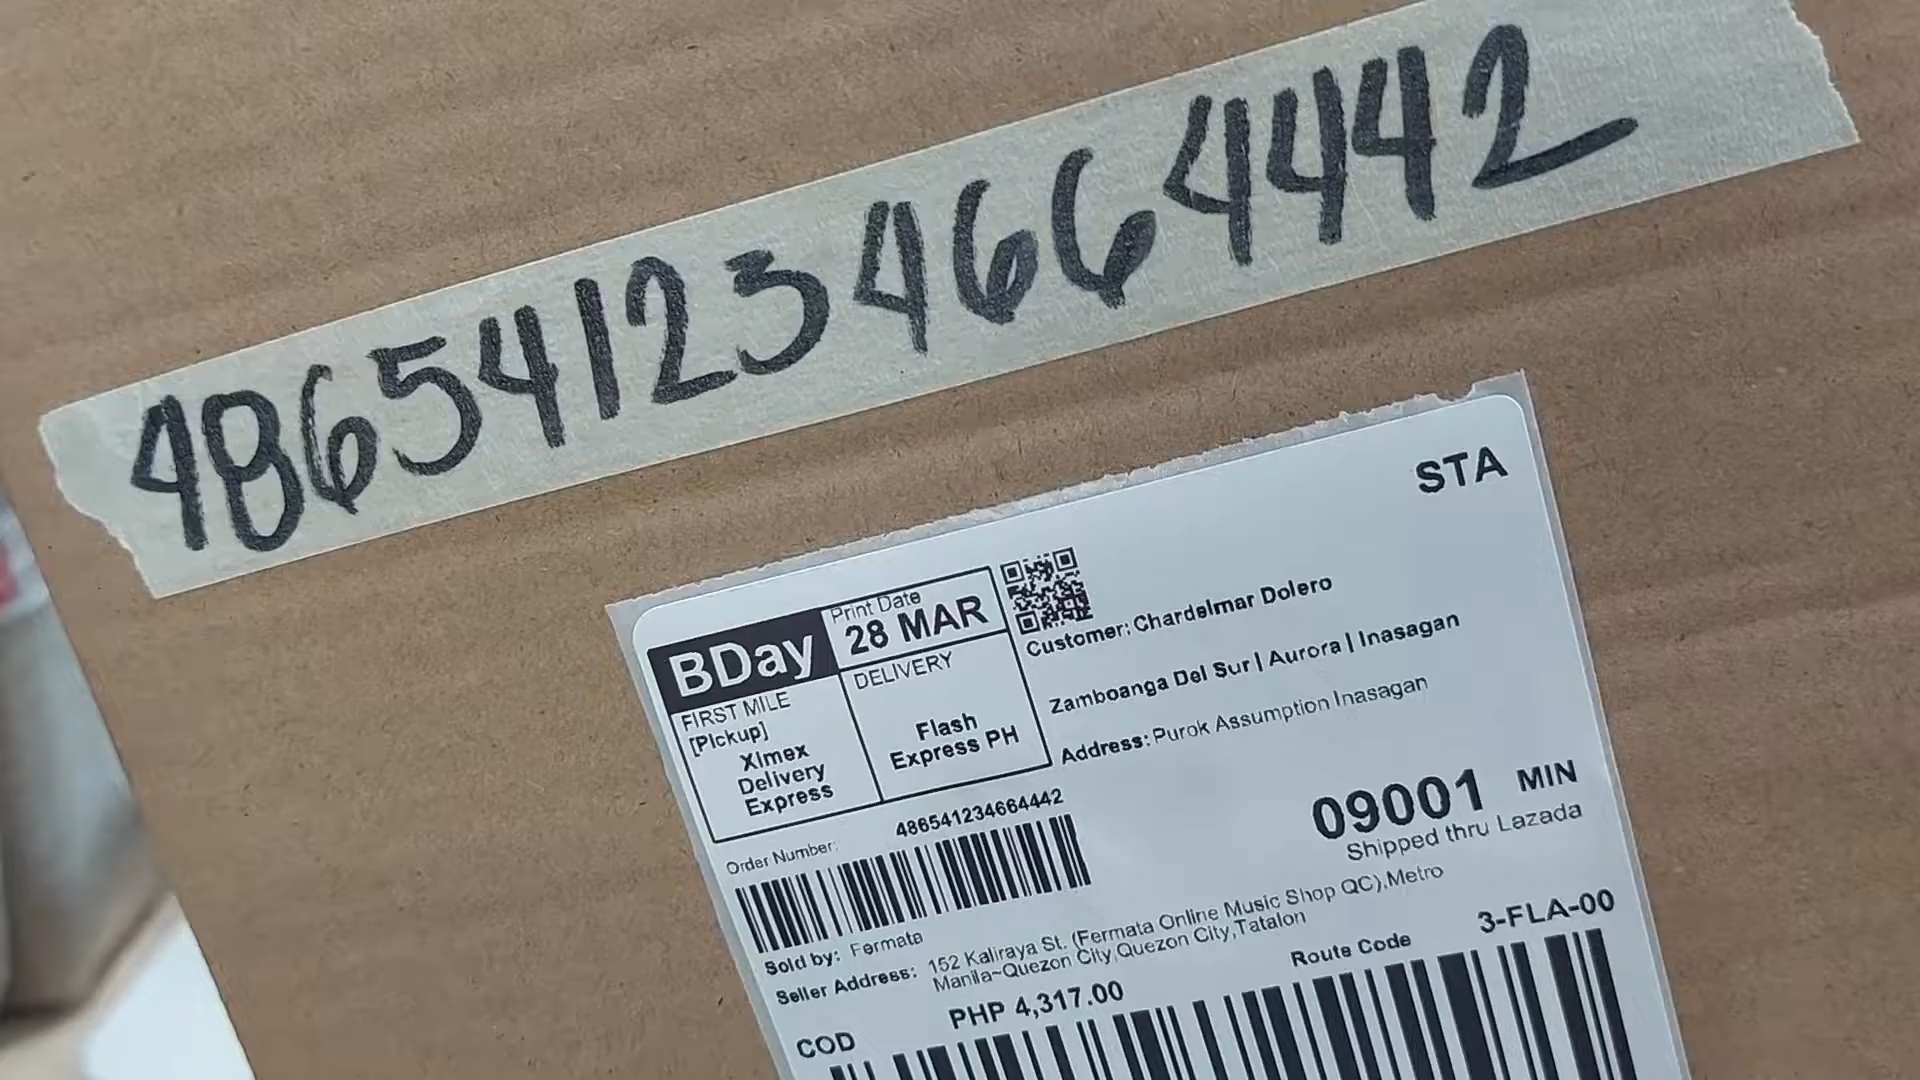 486541234664442
STA
BDay
Print Date
28 MAR
FIRST MILE
[Pickup]
Ximex
Delivery
Express
DELIVERY
Flash
Express PH
Customer: Chardelmar Dolero
Zamboanga Del Sur | Aurora | Inasagan
Address: Purok Assumption Inasagan
09001 MIN
Shipped thru Lazada
Order Number:
486541234664442
Sold by: Fermata
Seller Address: 152 Kaliraya St. (Fermata Online Music Shop QC),Metro
Manila~Quezon City,Quezon City,Tatalon
Route Code
3-FLA-00
COD
PHP 4,317.00